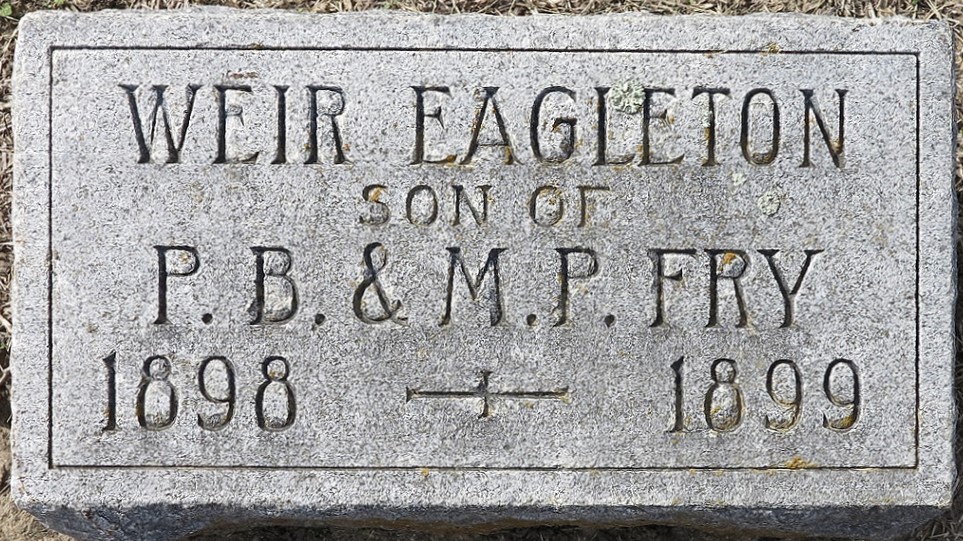 WEIR EAGLETON
SON OF
P. B. & M. P. FRY
1898 1899